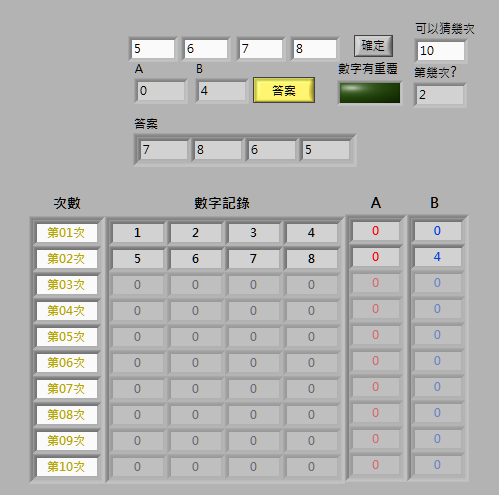 可以猜幾次
5 6 7 8 確定 10
A B 數字有重覆 第幾次?
0 4 答案 2
答案
7 8 6 5
次數 數字記錄 A B
第01次 1 2 3 4 0 0
第02次 5 6 7 8 0 4
第03次 0 0 0 0 0 0
第04次 0 0 0 0 0 0
第05次 0 0 0 0 0 0
第06次 0 0 0 0 0 0
第07次 0 0 0 0 0 0
第08次 0 0 0 0 0 0
第09次 0 0 0 0 0 0
第10次 0 0 0 0 0 0